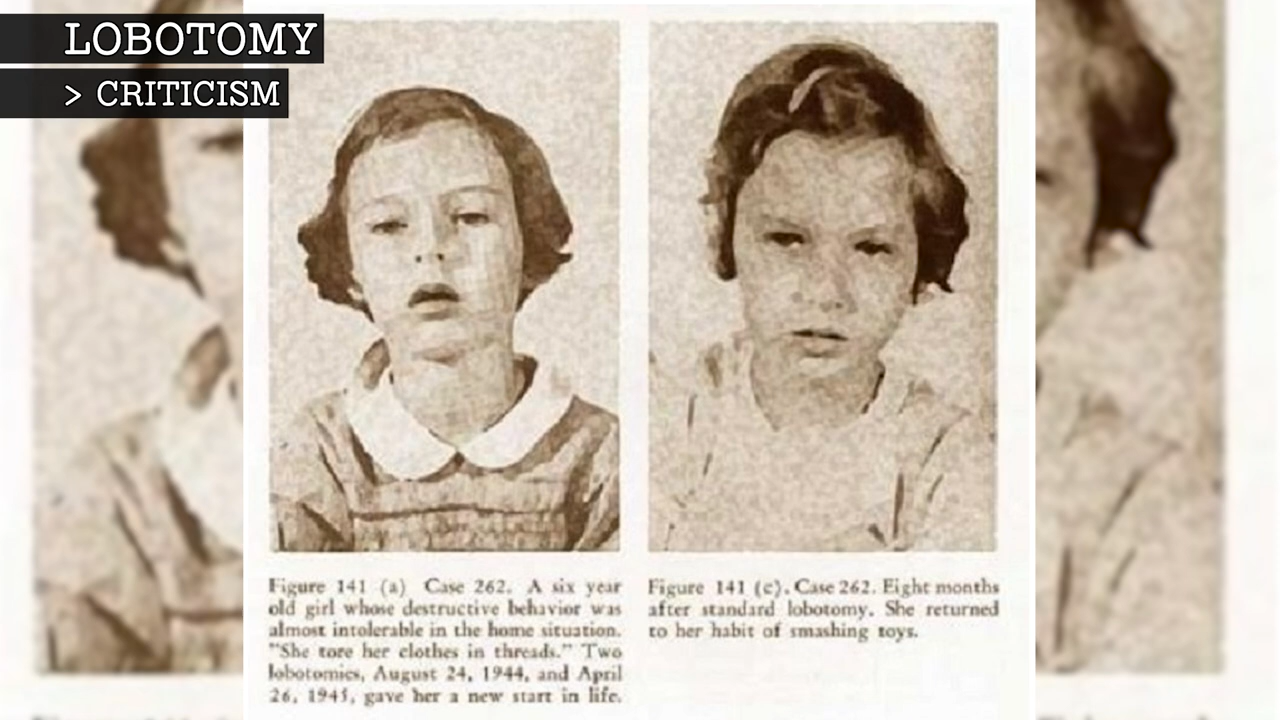 LOBOTOMY
> CRITICISM
Figure 141 (a) Case 262. A six year
old girl whose destructive behavior was
almost intolerable in the home situation.
"She tore her clothes in threads." Two
lobotomies, August 24, 1944, and April
26, 1945, gave her a new start in life.
Figure 141 (c). Case 262. Eight months
after standard lobotomy. She returned
to her habit of smashing toys.